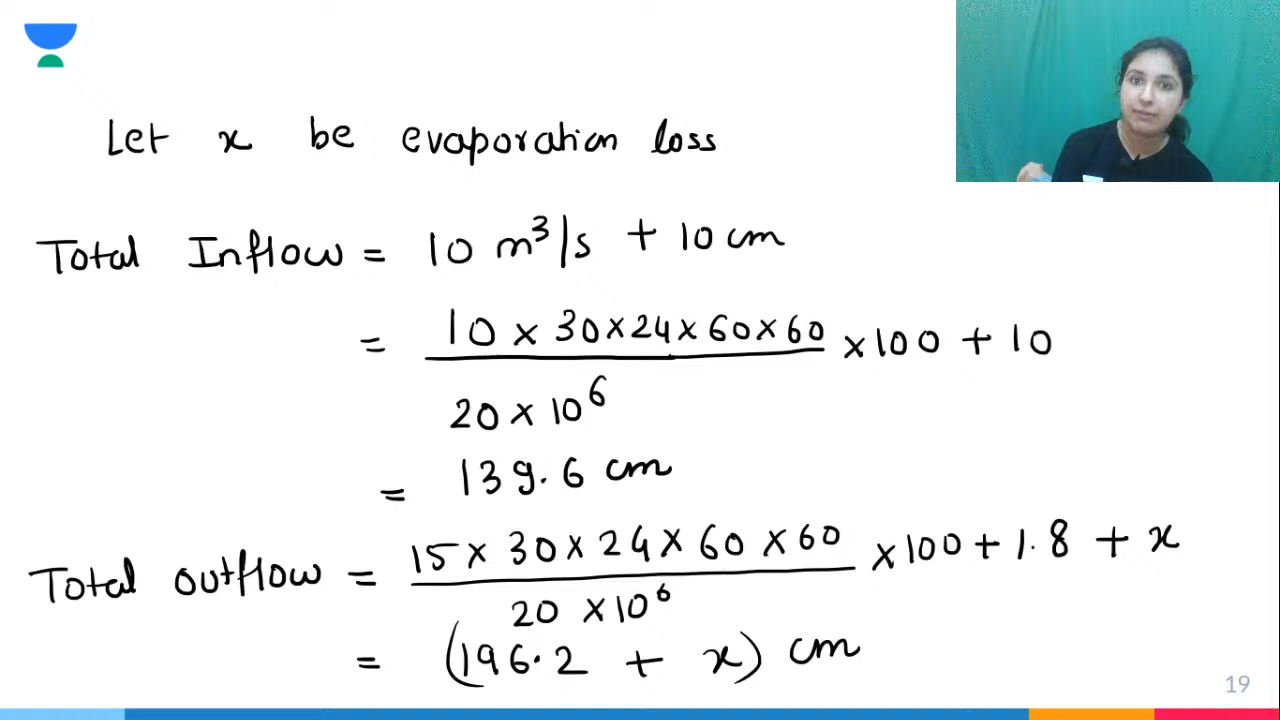 Let x be evaporation loss
Total Inflow = 10 m³/s + 10 cm
= 10 × 30×24×60×60 / 20 × 10⁶ ×100 + 10
= 139.6 cm
Total outflow = 15× 30× 24× 60 ×60 / 20 ×10⁶ ×100 + 1.8 + x
= (196.2 + x) cm
19